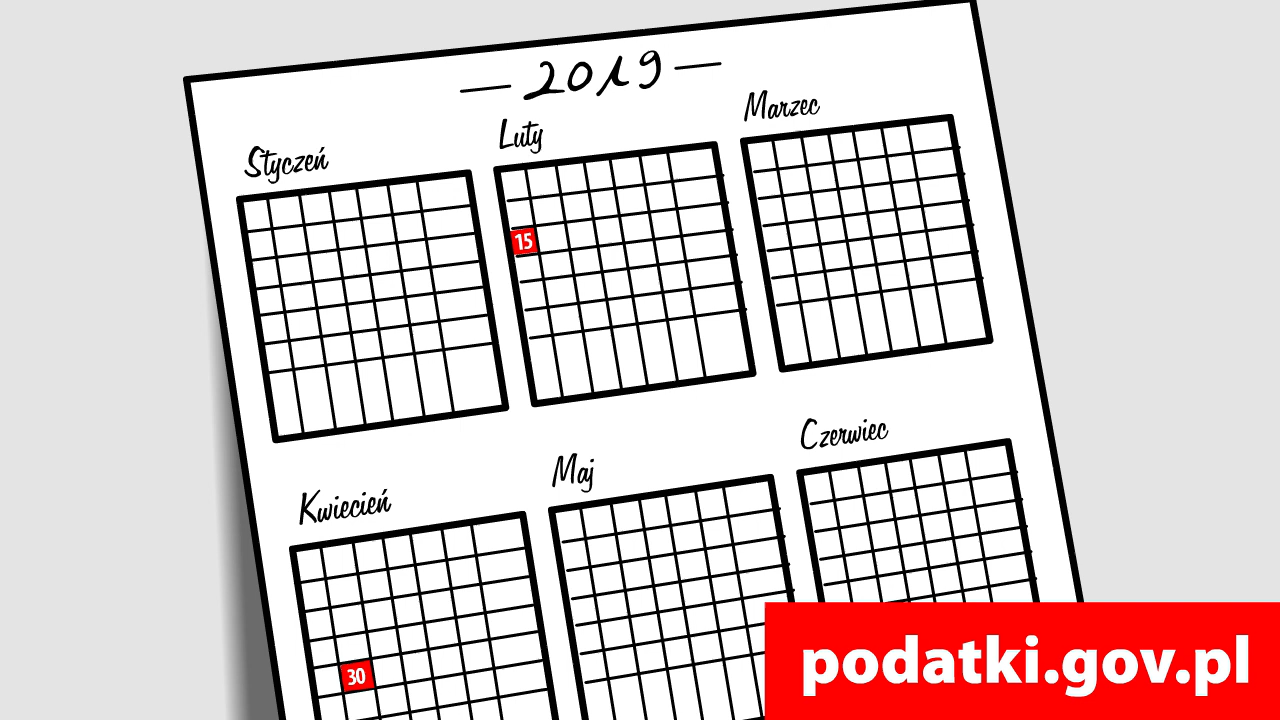 — 2019 —
Styczeń
Luty
Marzec
15
Kwiecień
Maj
Czerwiec
30
podatki.gov.pl